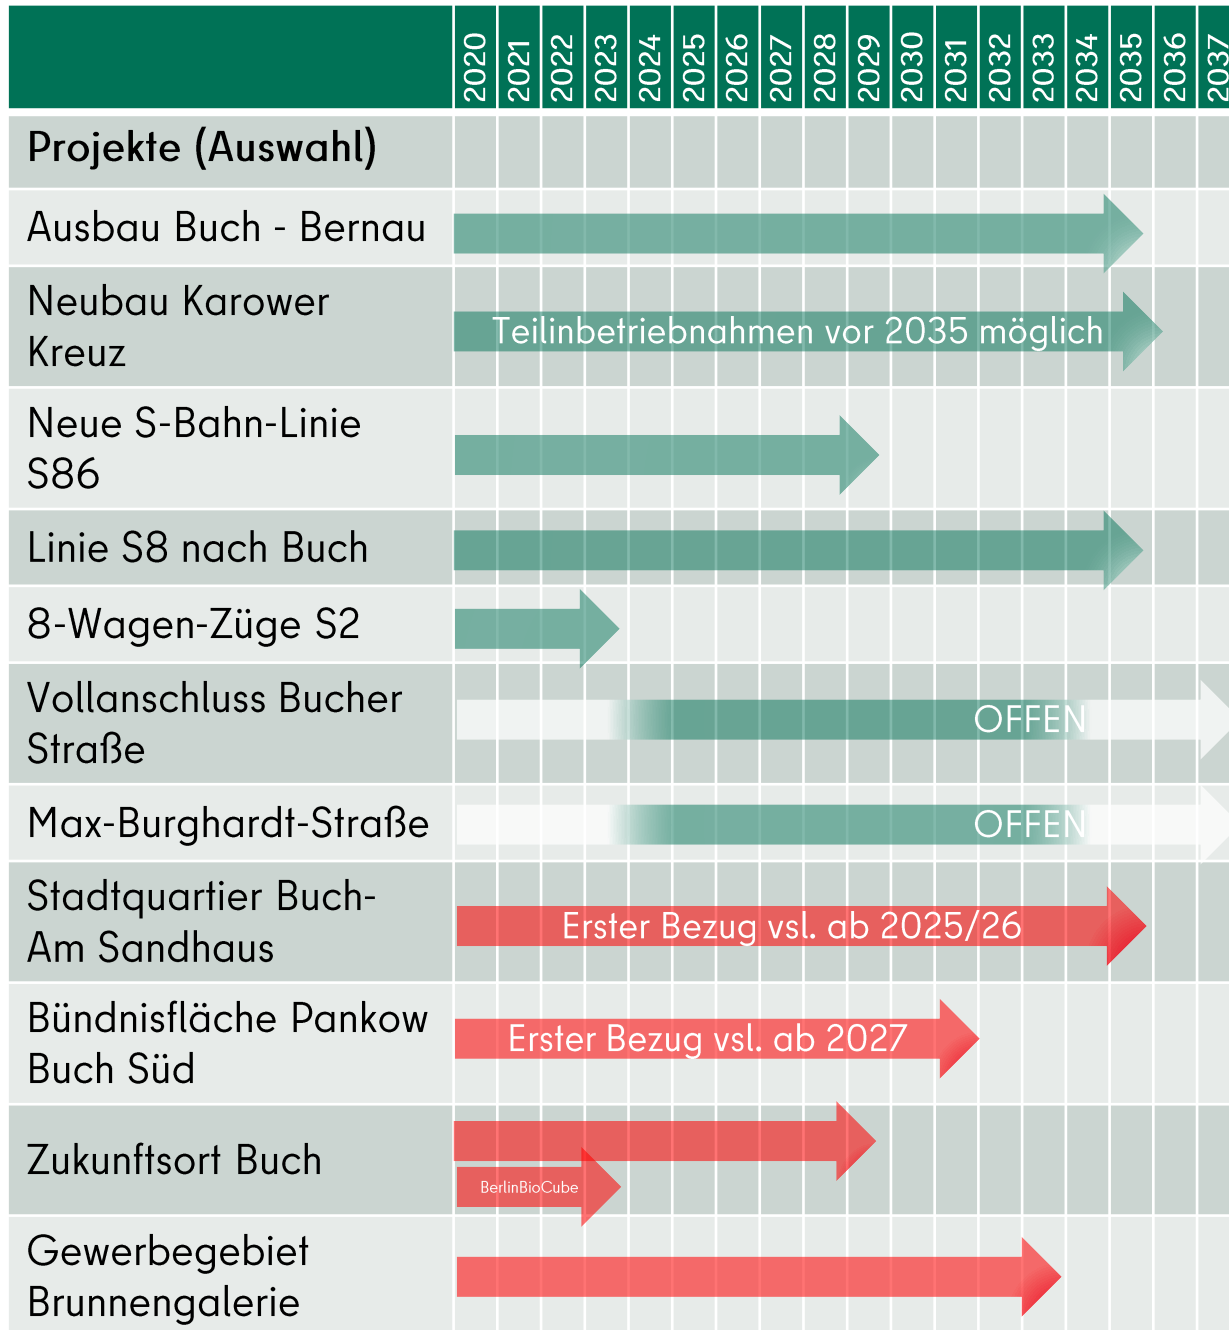 2020 2021 2022 2023 2024 2025 2026 2027 2028 2029 2030 2031 2032 2033 2034 2035 2036 2037
Projekte (Auswahl)
Ausbau Buch - Bernau
Neubau Karower
Kreuz
Teilinbetriebnahmen vor 2035 möglich
Neue S-Bahn-Linie
S86
Linie S8 nach Buch
8-Wagen-Züge S2
Vollanschluss Bucher
Straße
OFFEN
Max-Burghardt-Straße
OFFEN
Stadtquartier Buch-
Am Sandhaus
Erster Bezug vsl. ab 2025/26
Bündnisfläche Pankow
Buch Süd
Erster Bezug vsl. ab 2027
Zukunftsort Buch
BerlinBioCube
Gewerbegebiet
Brunnengalerie